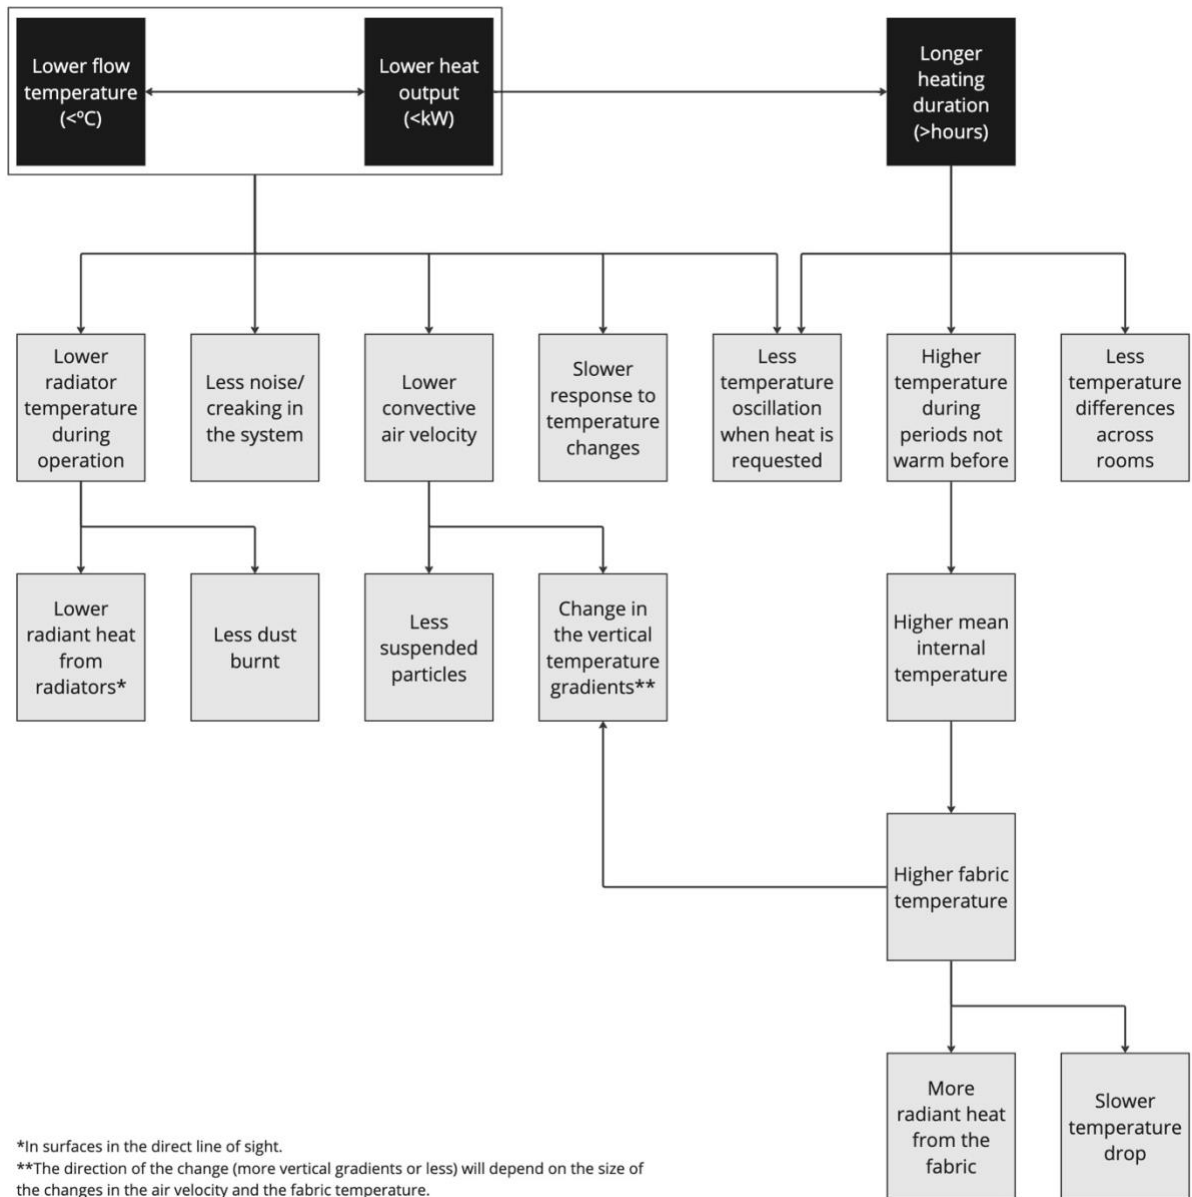 Lower flow
temperature
(<ºC)
Lower heat
output
(<kW)
Longer
heating
duration
(>hours)
Lower
radiator
temperature
during
operation
Less noise/
creaking in
the system
Lower
convective
air velocity
Slower
response to
temperature
changes
Less
temperature
oscillation
when heat is
requested
Higher
temperature
during
periods not
warm before
Less
temperature
differences
across
rooms
Lower
radiant heat
from
radiators*
Less dust
burnt
Less
suspended
particles
Change in
the vertical
temperature
gradients**
Higher mean
internal
temperature
Higher fabric
temperature
More
radiant heat
from the
fabric
Slower
temperature
drop
*In surfaces in the direct line of sight.
**The direction of the change (more vertical gradients or less) will depend on the size of
the changes in the air velocity and the fabric temperature.